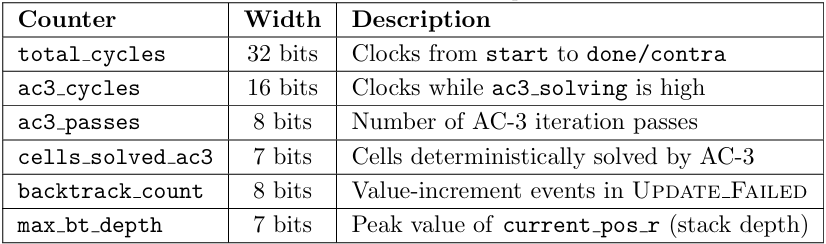 Counter Width Description
total_cycles 32 bits Clocks from start to done/contra
ac3_cycles 16 bits Clocks while ac3_solving is high
ac3_passes 8 bits Number of AC-3 iteration passes
cells_solved_ac3 7 bits Cells deterministically solved by AC-3
backtrack_count 8 bits Value-increment events in UPDATE_FAILED
max_bt_depth 7 bits Peak value of current_pos_r (stack depth)